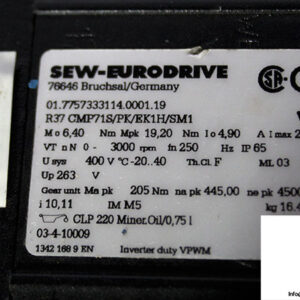 SEW-EURODRIVE
76646 Bruchsal/Germany
01.7757333114.0001.19
R37 CMP71S/PK/EK1H/SM1
Mo 6,40 Nm Mpk 19,20 Nm Io 4,90 A I max
VT n N 0 - 3000 rpm fn 250 Hz IP 65
U sys 400 V °C -20..40 Th.Cl F ML 03
Up 263 V
Gear unit Ma pk 205 Nm na pk 445,00 ne pk 4500
i 10,11 IM M5 kg 16.4
CLP 220 Miner.Oil/0,75 l
03-4-10009
1342 168 9 EN Inverter duty VPWM